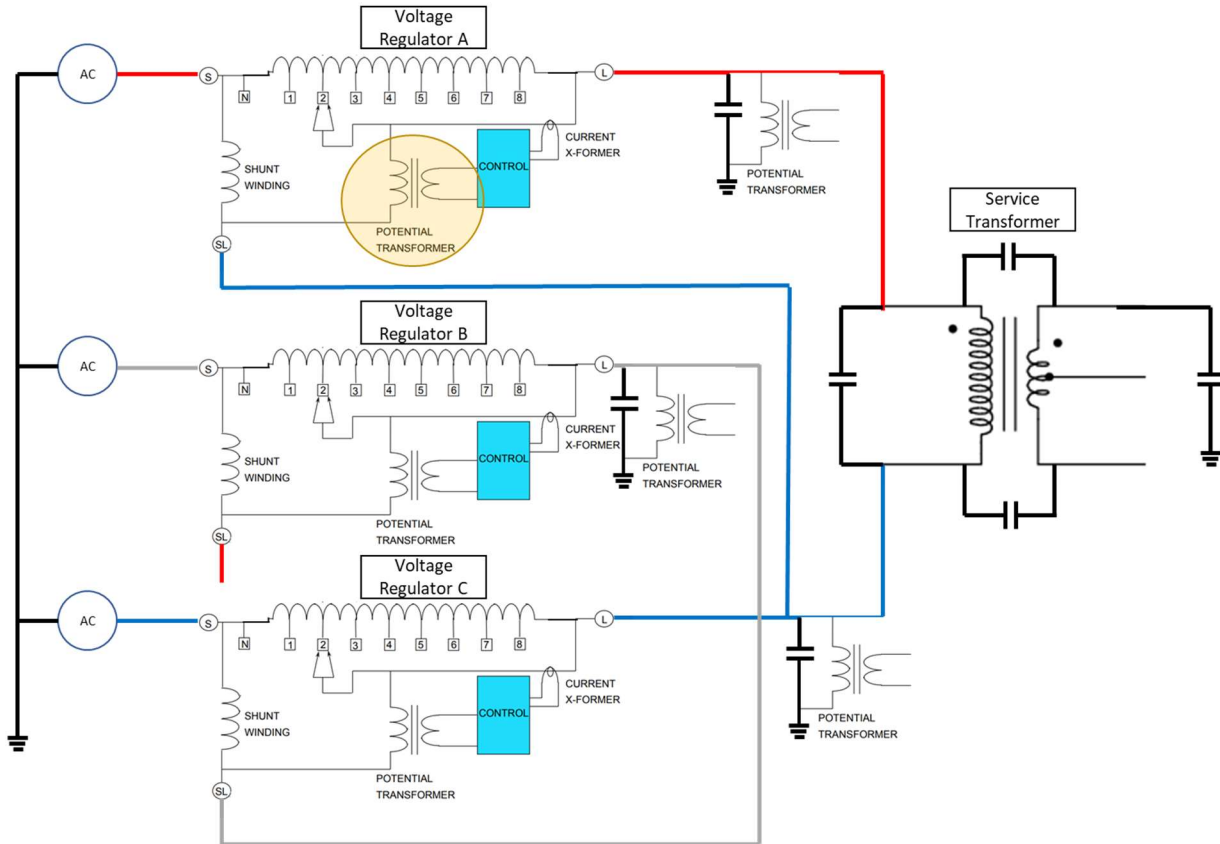 Voltage
Regulator A
AC
S
L
N
1
2
3
4
5
6
7
8
SHUNT
WINDING
CONTROL
CURRENT
X-FORMER
POTENTIAL
TRANSFORMER
SL
POTENTIAL
TRANSFORMER
Service
Transformer
Voltage
Regulator B
AC
S
L
N
1
2
3
4
5
6
7
8
SHUNT
WINDING
CONTROL
CURRENT
X-FORMER
POTENTIAL
TRANSFORMER
SL
POTENTIAL
TRANSFORMER
Voltage
Regulator C
AC
S
L
N
1
2
3
4
5
6
7
8
SHUNT
WINDING
CONTROL
CURRENT
X-FORMER
POTENTIAL
TRANSFORMER
SL
POTENTIAL
TRANSFORMER